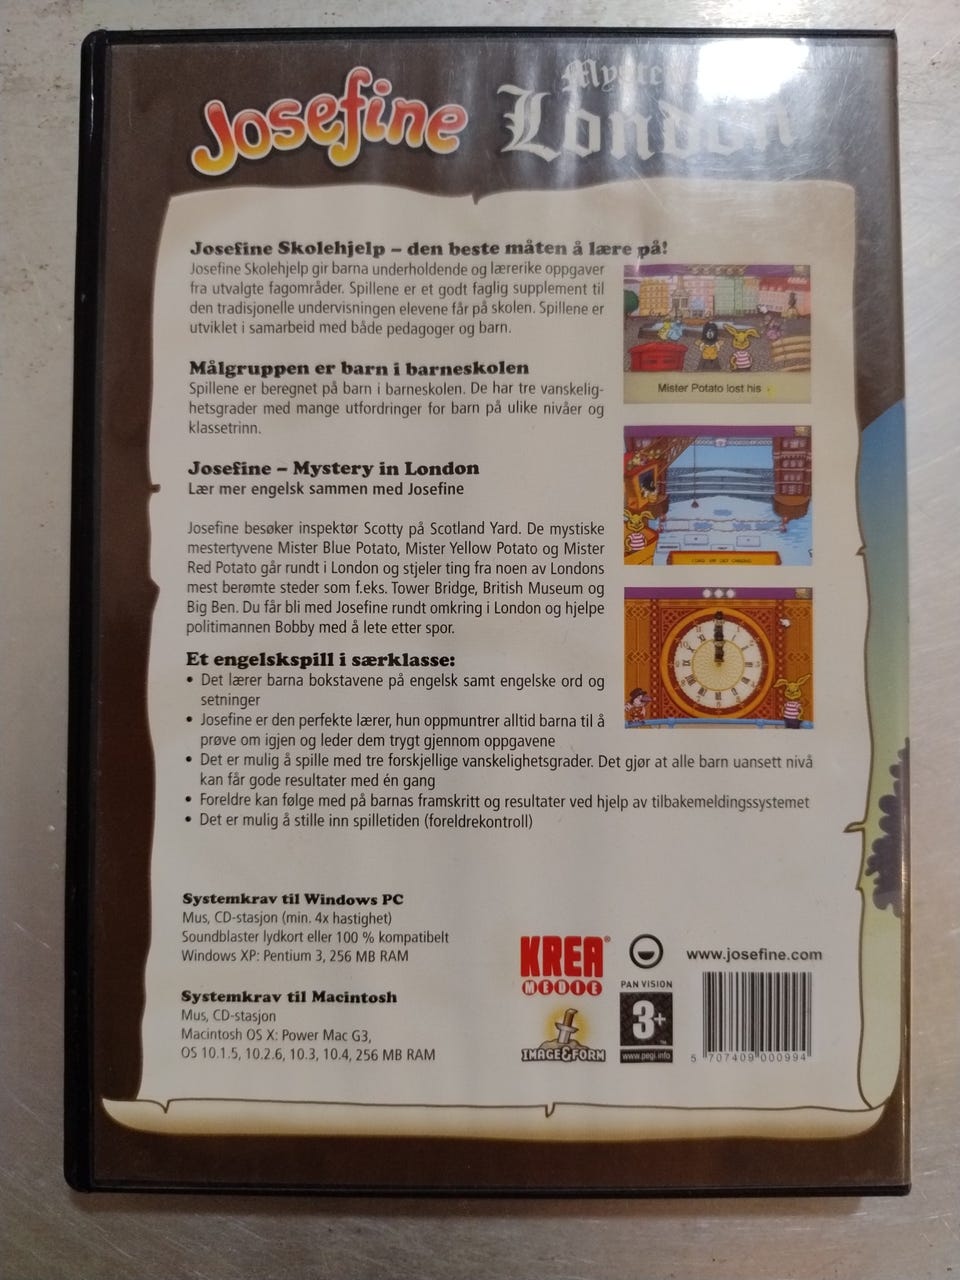 Josefine
London
Josefine Skolehjelp – den beste måten å lære på!
Josefine Skolehjelp gir barna underholdende og lærerike oppgaver
fra utvalgte fagområder. Spillene er et godt faglig supplement til
den tradisjonelle undervisningen elevene får på skolen. Spillene er
utviklet i samarbeid med både pedagoger og barn.
Mister Potato lost his
Målgruppen er barn i barneskolen
Spillene er beregnet på barn i barneskolen. De har tre vanskelig-
hetsgrader med mange utfordringer for barn på ulike nivåer og
klassetrinn.
Josefine – Mystery in London
Lær mer engelsk sammen med Josefine
Josefine besøker inspektør Scotty på Scotland Yard. De mystiske
mestertyvene Mister Blue Potato, Mister Yellow Potato og Mister
Red Potato går rundt i London og stjeler ting fra noen av Londons
mest berømte steder som f.eks. Tower Bridge, British Museum og
Big Ben. Du får bli med Josefine rundt omkring i London og hjelpe
politimannen Bobby med å lete etter spor.
Et engelskspill i særklasse:
• Det lærer barna bokstavene på engelsk samt engelske ord og
setninger
• Josefine er den perfekte lærer, hun oppmuntrer alltid barna til å
prøve om igjen og leder dem trygt gjennom oppgavene
• Det er mulig å spille med tre forskjellige vanskelighetsgrader. Det gjør at alle barn uansett nivå
kan får gode resultater med én gang
• Foreldre kan følge med på barnas framskritt og resultater ved hjelp av tilbakemeldingssystemet
• Det er mulig å stille inn spilletiden (foreldrekontroll)
Systemkrav til Windows PC
Mus, CD-stasjon (min. 4x hastighet)
Soundblaster lydkort eller 100 % kompatibelt
Windows XP: Pentium 3, 256 MB RAM
Systemkrav til Macintosh
Mus, CD-stasjon
Macintosh OS X: Power Mac G3,
OS 10.1.5, 10.2.6, 10.3, 10.4, 256 MB RAM
KREA®
MEDIE
IMAGE&FORM
PAN VISION
3+™
www.pegi.info
www.josefine.com
5 707409 000994